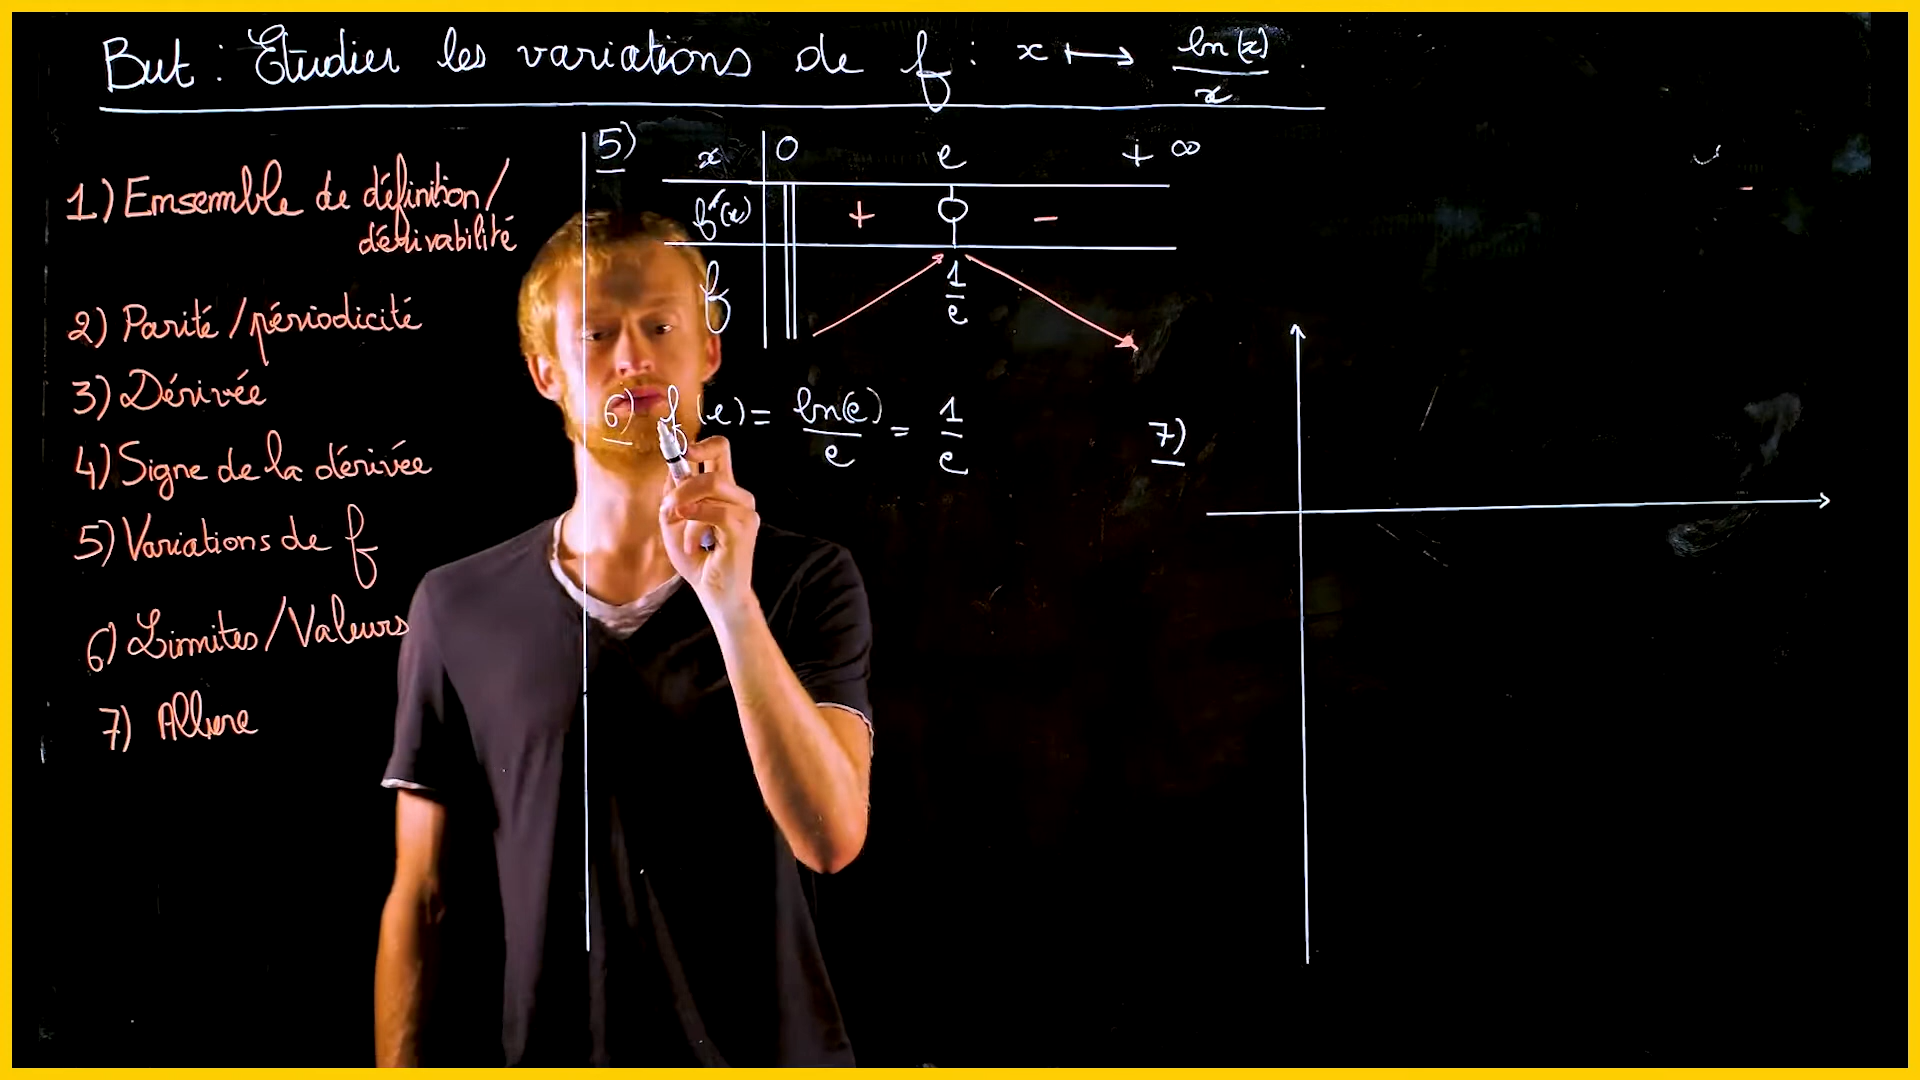 But : Etudier les variations de f : x ⟼ ln(x)/x .
1) Ensemble de définition/
dérivabilité
2) Parité / périodicité
3) Dérivée
4) Signe de la dérivée
5) Variations de f
6) Limites/Valeurs
7) Allure
5)
x 0 e + ∞
f'(x) + 0 -
f 1/e
6) f(e) = ln(e)/e = 1/e
7)